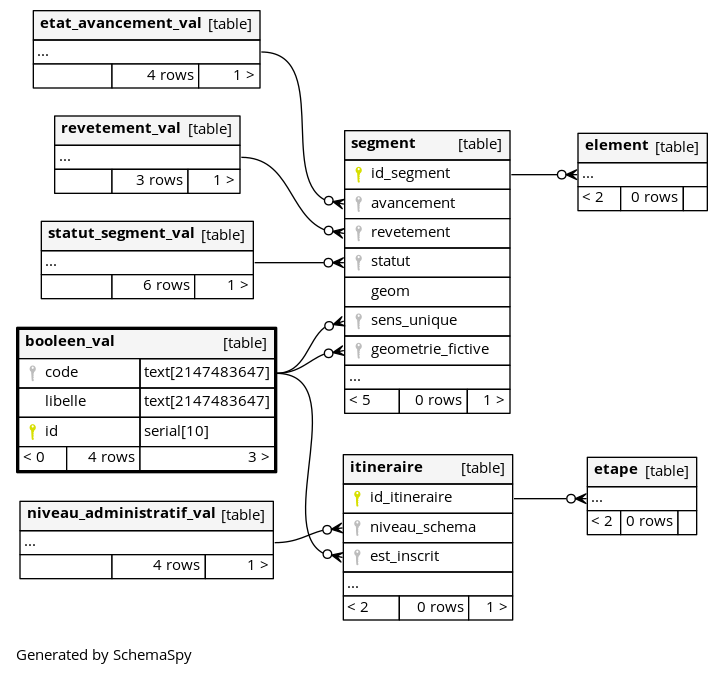 etat_avancement_val [table]
...
4 rows 1 >
revetement_val [table]
...
3 rows 1 >
statut_segment_val [table]
...
6 rows 1 >
booleen_val [table]
code text[2147483647]
libelle text[2147483647]
id serial[10]
< 0 4 rows 3 >
niveau_administratif_val [table]
...
4 rows 1 >
segment [table]
id_segment
avancement
revetement
statut
geom
sens_unique
geometrie_fictive
...
< 5 0 rows 1 >
itineraire [table]
id_itineraire
niveau_schema
est_inscrit
...
< 2 0 rows 1 >
element [table]
...
< 2 0 rows
etape [table]
...
< 2 0 rows
Generated by SchemaSpy